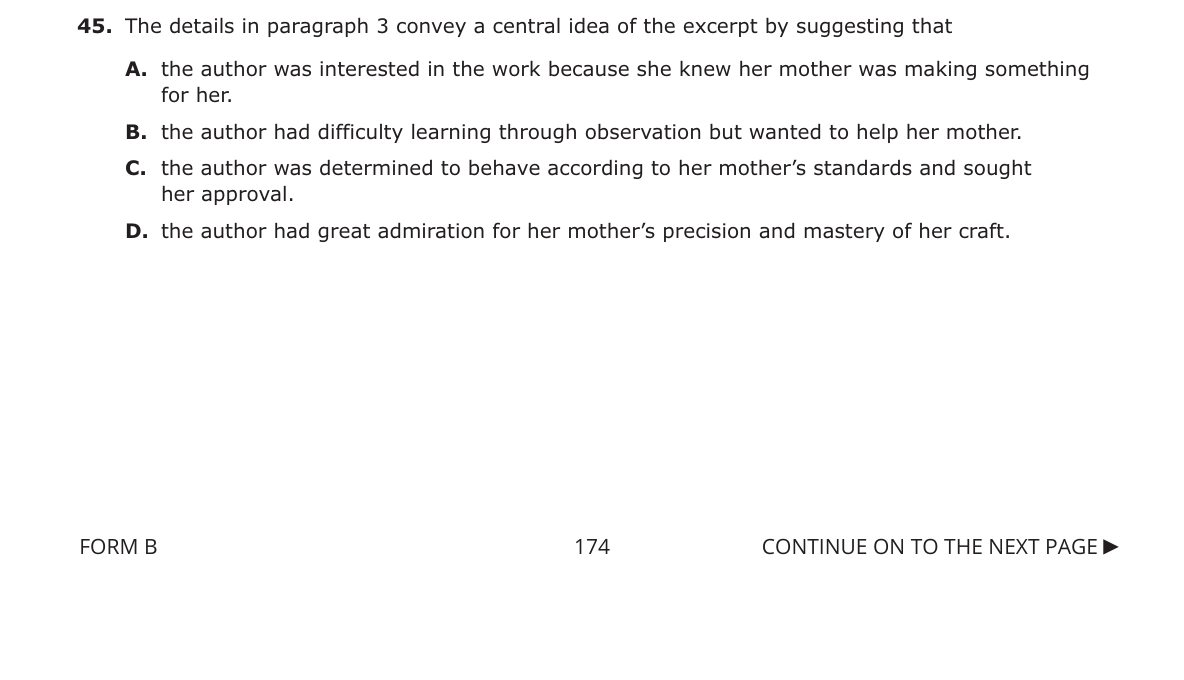 45. The details in paragraph 3 convey a central idea of the excerpt by suggesting that
A. the author was interested in the work because she knew her mother was making something
for her.
B. the author had difficulty learning through observation but wanted to help her mother.
C. the author was determined to behave according to her mother’s standards and sought
her approval.
D. the author had great admiration for her mother’s precision and mastery of her craft.
FORM B 174 CONTINUE ON TO THE NEXT PAGE ►